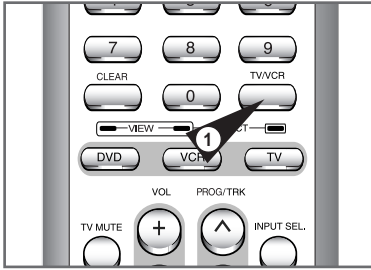 7 8 9
CLEAR TV/VCR
0
1
VIEW
DVD VCR TV
VOL PROG/TRK
TV MUTE + INPUT SEL.